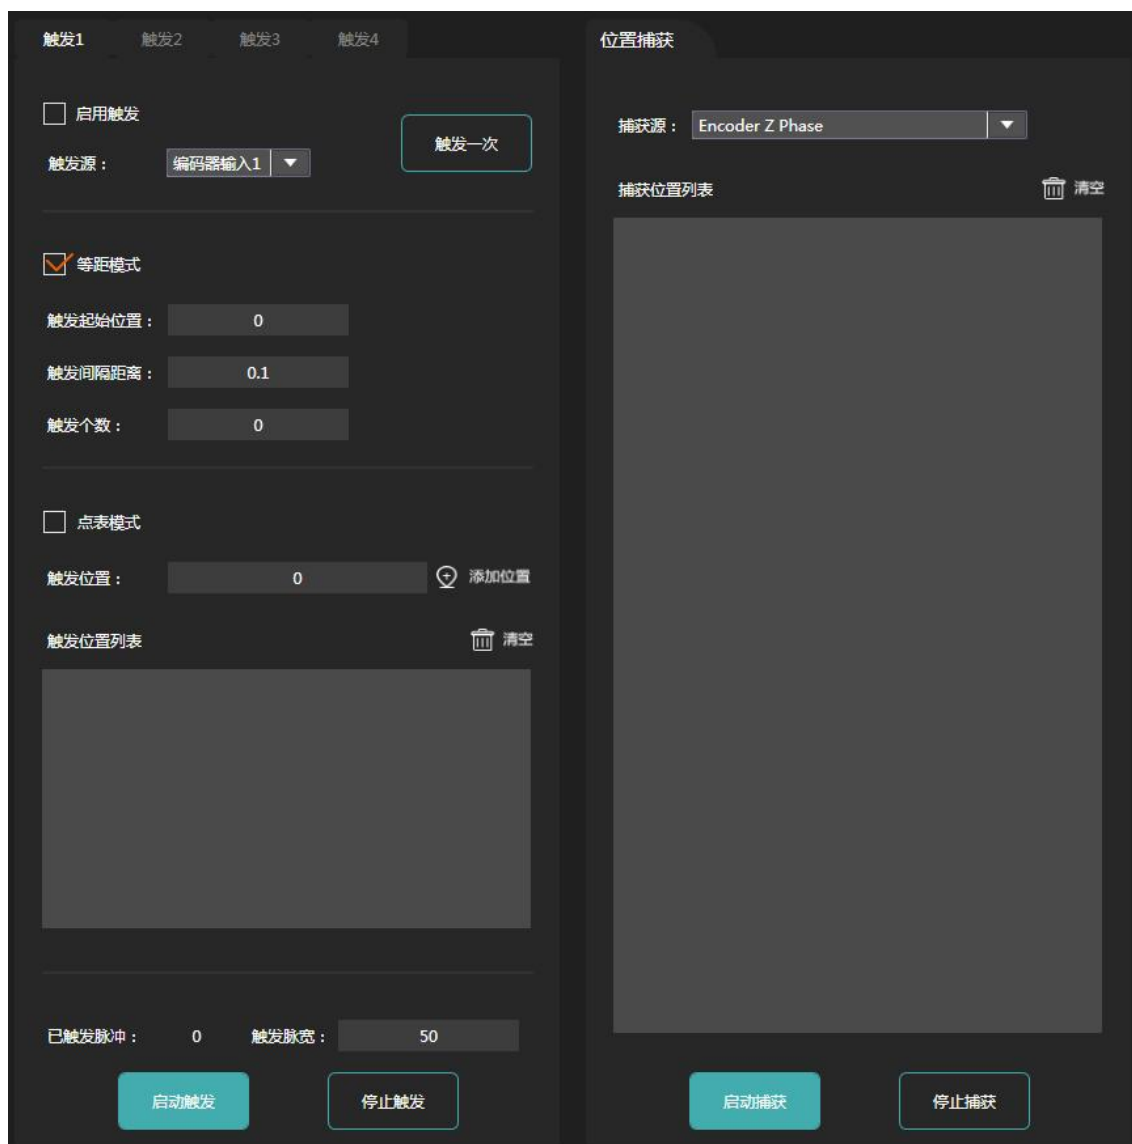 触发1 触发2 触发3 触发4
启用触发
触发一次
触发源： 编码器输入1
等距模式
触发起始位置： 0
触发间隔距离： 0.1
触发个数： 0
点表模式
触发位置： 0 添加位置
触发位置列表 清空
已触发脉冲： 0 触发脉宽： 50
启动触发 停止触发
位置捕获
捕获源： Encoder Z Phase
捕获位置列表 清空
启动捕获 停止捕获